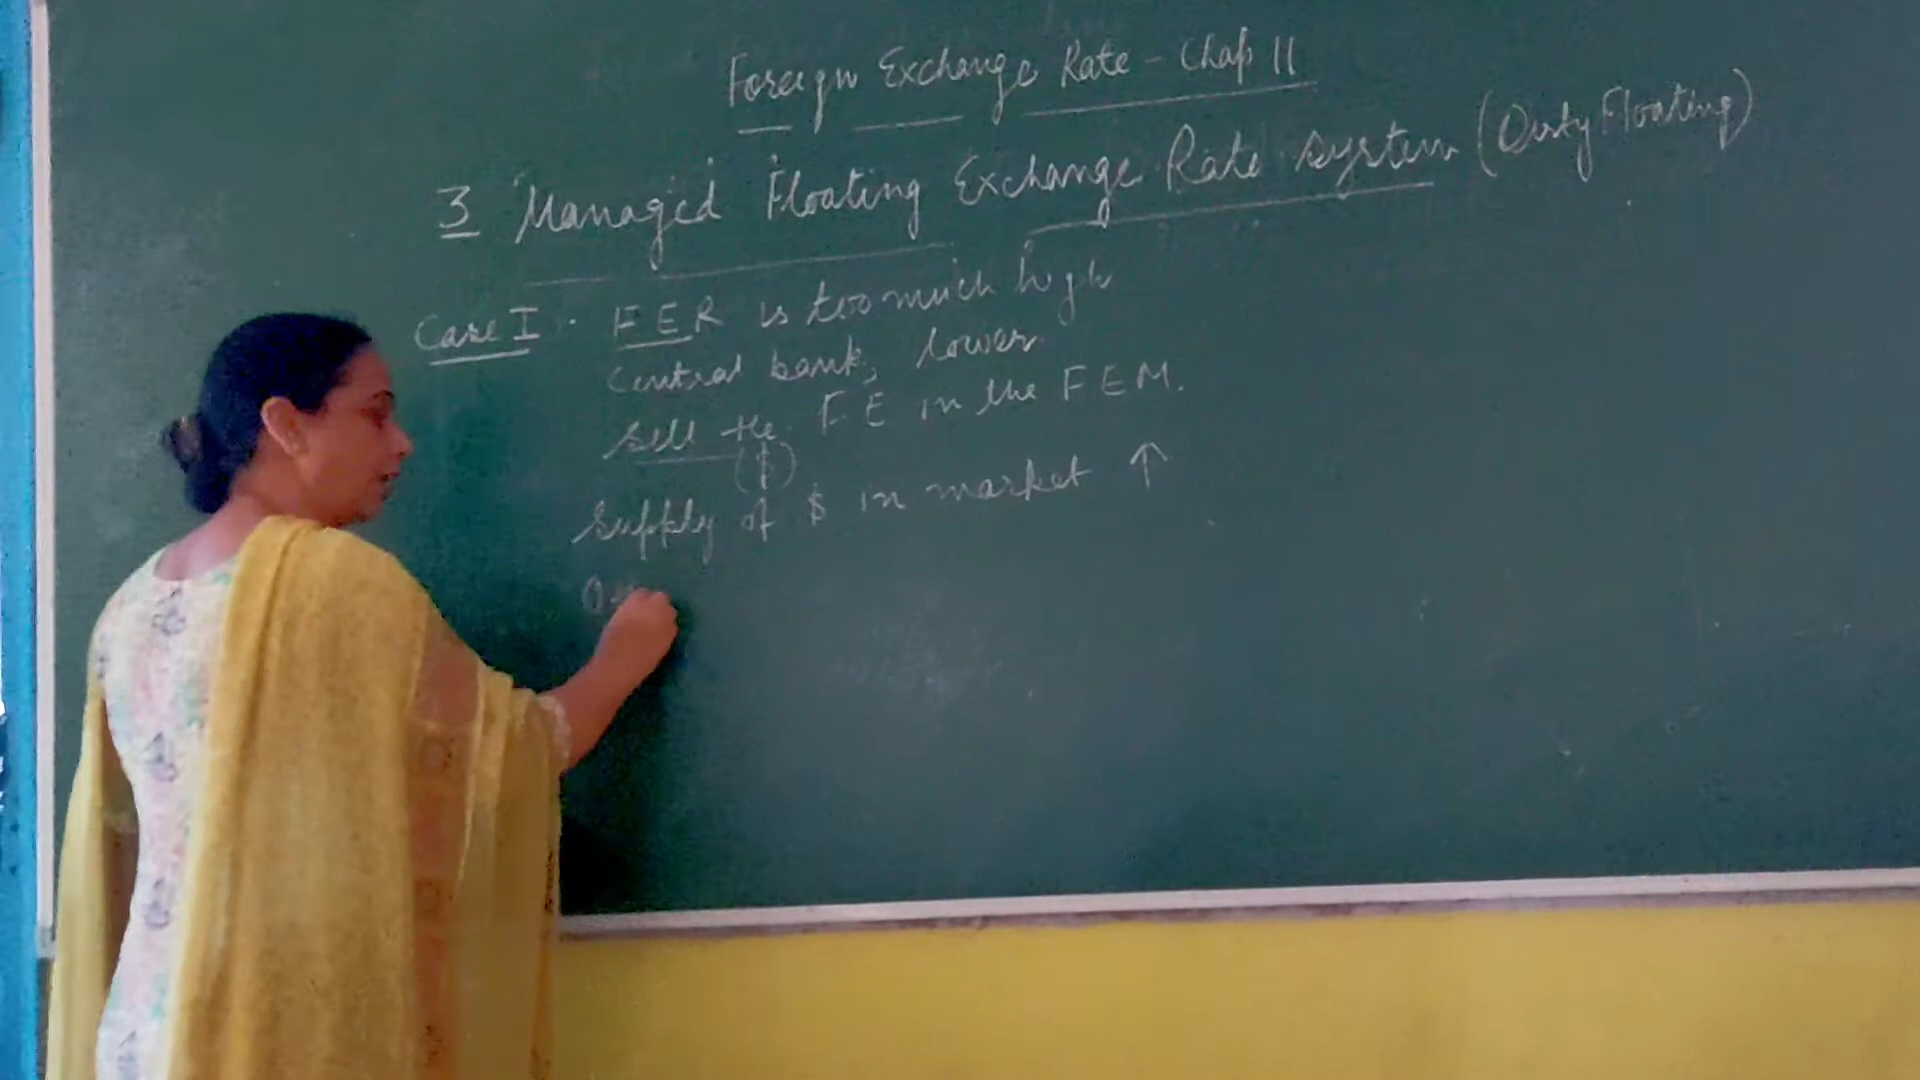 Foreign Exchange Rate - Chap 11
3 Managed Floating Exchange Rate system (Dirty Floating)
Case I. FER is too much high
Central bank, lower
sell the FE in the FEM.
($)
Supply of $ in market ↑